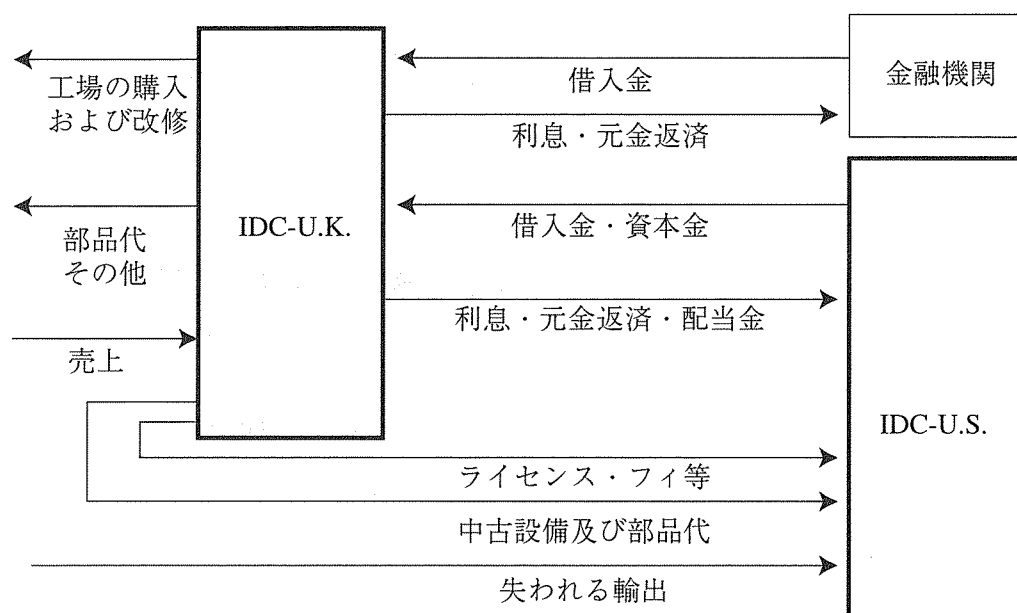 金融機関
借入金
工場の購入
および改修
利息・元金返済
IDC-U.K.
借入金・資本金
部品代
その他
利息・元金返済・配当金
売上
IDC-U.S.
ライセンス・フィ等
中古設備及び部品代
失われる輸出